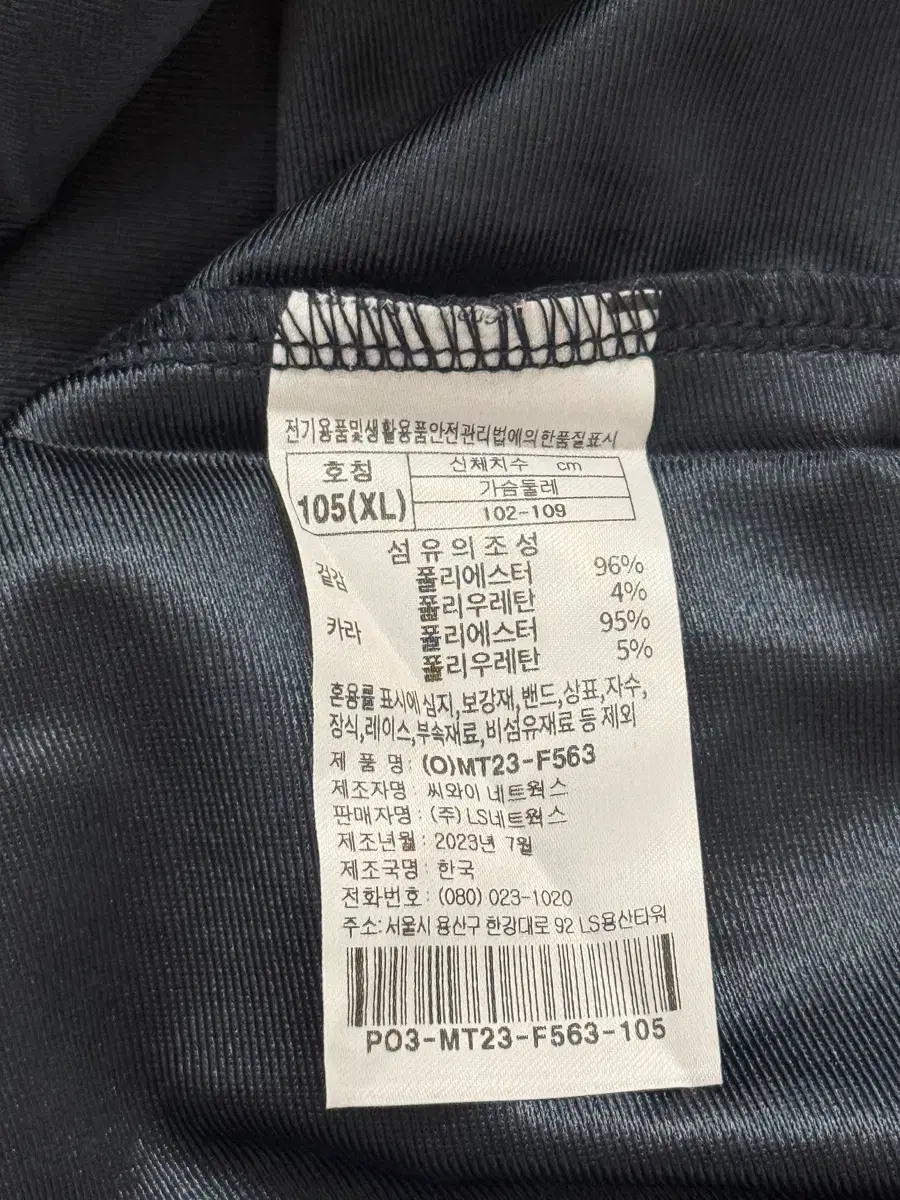 전기용품및생활용품안전관리법에의한품질표시
호칭 신체치수 cm
105(XL) 가슴둘레
102-109
섬유의조성
겉감 폴리에스터 96%
폴리우레탄 4%
카라 폴리에스터 95%
폴리우레탄 5%
혼용률 표시에 심지,보강재,밴드,상표,자수,
장식,레이스,부속재료,비섬유재료 등 제외
제 품 명: (O)MT23-F563
제조자명: 씨와이 네트웍스
판매자명: (주)LS네트웍스
제조년월: 2023년 7월
제조국명: 한국
전화번호: (080) 023-1020
주소: 서울시 용산구 한강대로 92 LS용산타워
PO3-MT23-F563-105